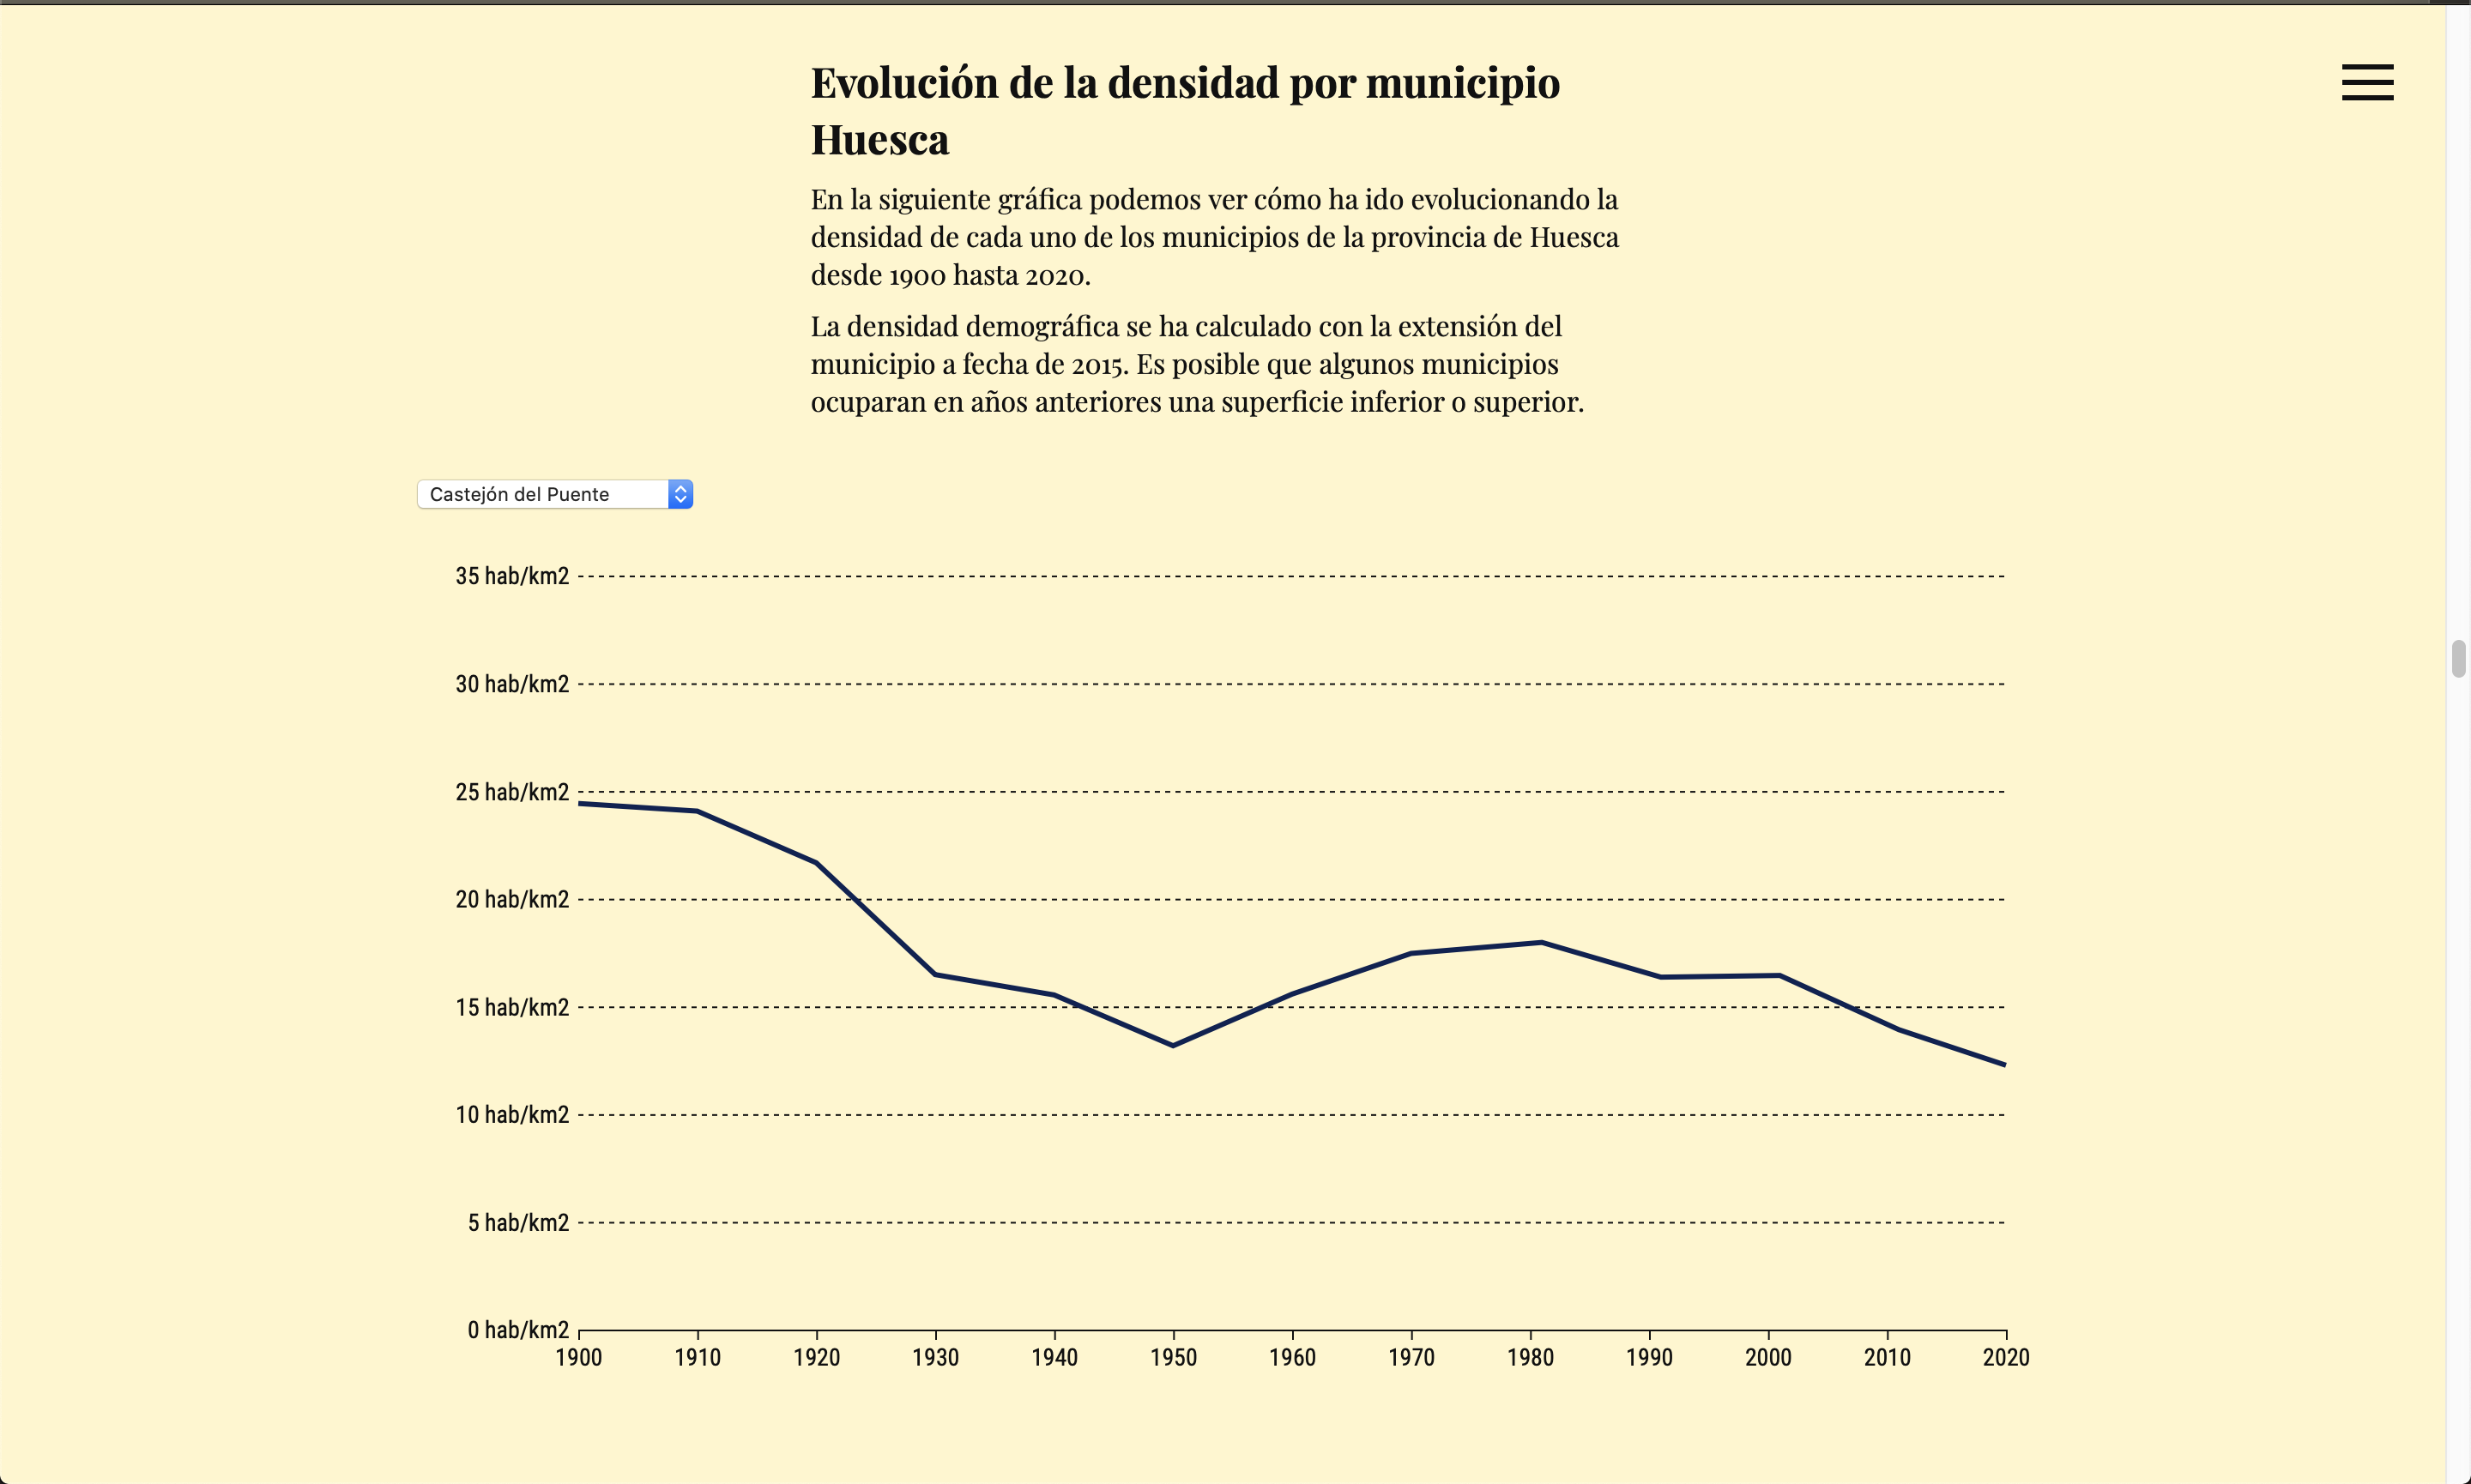 Evolución de la densidad por municipio
Huesca
En la siguiente gráfica podemos ver cómo ha ido evolucionando la
densidad de cada uno de los municipios de la provincia de Huesca
desde 1900 hasta 2020.
La densidad demográfica se ha calculado con la extensión del
municipio a fecha de 2015. Es posible que algunos municipios
ocuparan en años anteriores una superficie inferior o superior.
Castejón del Puente
35 hab/km2
30 hab/km2
25 hab/km2
20 hab/km2
15 hab/km2
10 hab/km2
5 hab/km2
0 hab/km2
1900 1910 1920 1930 1940 1950 1960 1970 1980 1990 2000 2010 2020